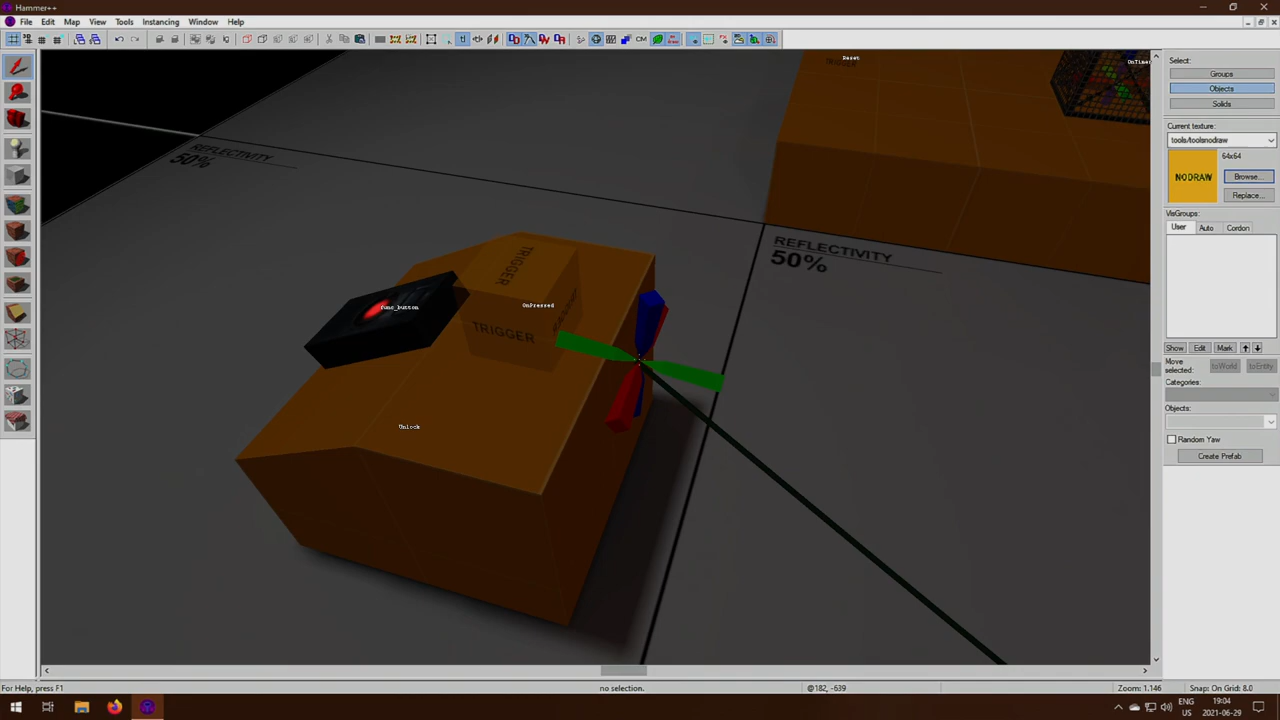 Hammer++
File Edit Map View Tools Instancing Window Help
Reset
OnTimer
REFLECTIVITY
50%
REFLECTIVITY
50%
TRIGGER
TRIGGER
func_button
OnPressed
Unlock
Select:
Groups
Objects
Solids
Current texture:
tools/toolsnodraw
64x64
NODRAW
Browse...
Replace...
VisGroups:
User Auto Cordon
Show Edit Mark
Move selected: toWorld toEntity
Categories:
Objects:
Random Yaw
Create Prefab
For Help, press F1 no selection. @182, -639 Zoom: 1.146 Snap: On Grid: 8.0
ENG 19:04
US 2021-06-29